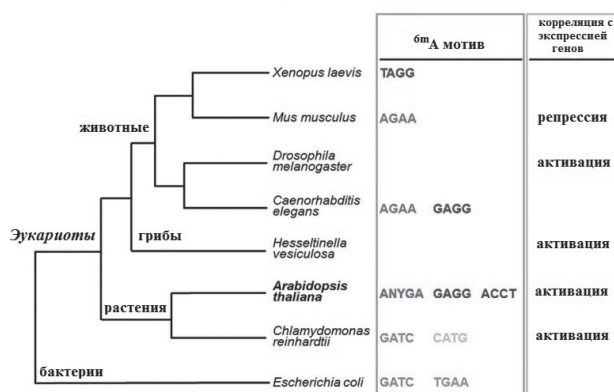 корреляция с
экспрессией
генов
6mА мотив
Xenopus laevis TAGG
Mus musculus AGAA репрессия
животные
Drosophila
melanogaster активация
Caenorhabditis
elegans AGAA GAGG
Эукариоты
грибы
Hesseltinella
vesiculosa активация
Arabidopsis
thaliana ANYGA GAGG ACCT активация
растения
Chlamydomonas
reinhardtii GATC CATG активация
бактерии
Escherichia coli GATC TGAA